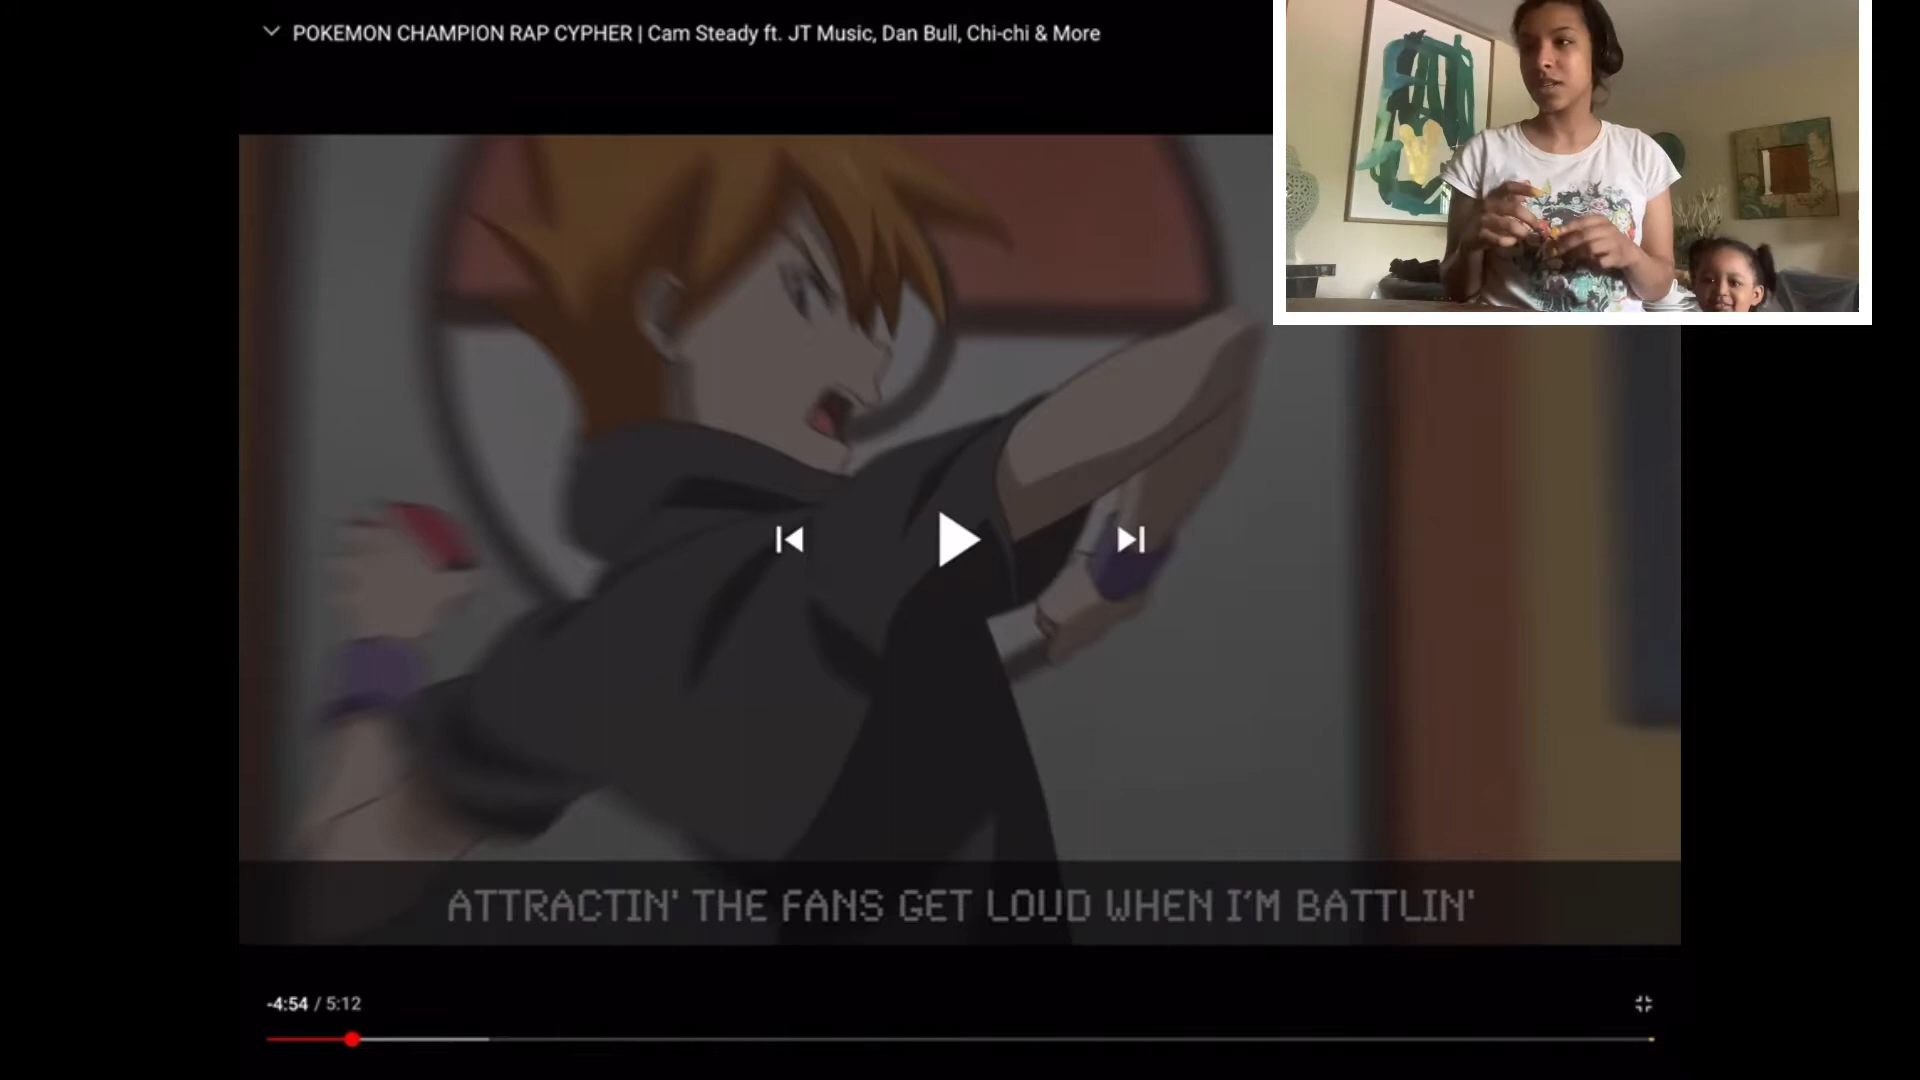 POKEMON CHAMPION RAP CYPHER | Cam Steady ft. JT Music, Dan Bull, Chi-chi & More
ATTRACTIN' THE FANS GET LOUD WHEN I'M BATTLIN'
-4:54 / 5:12